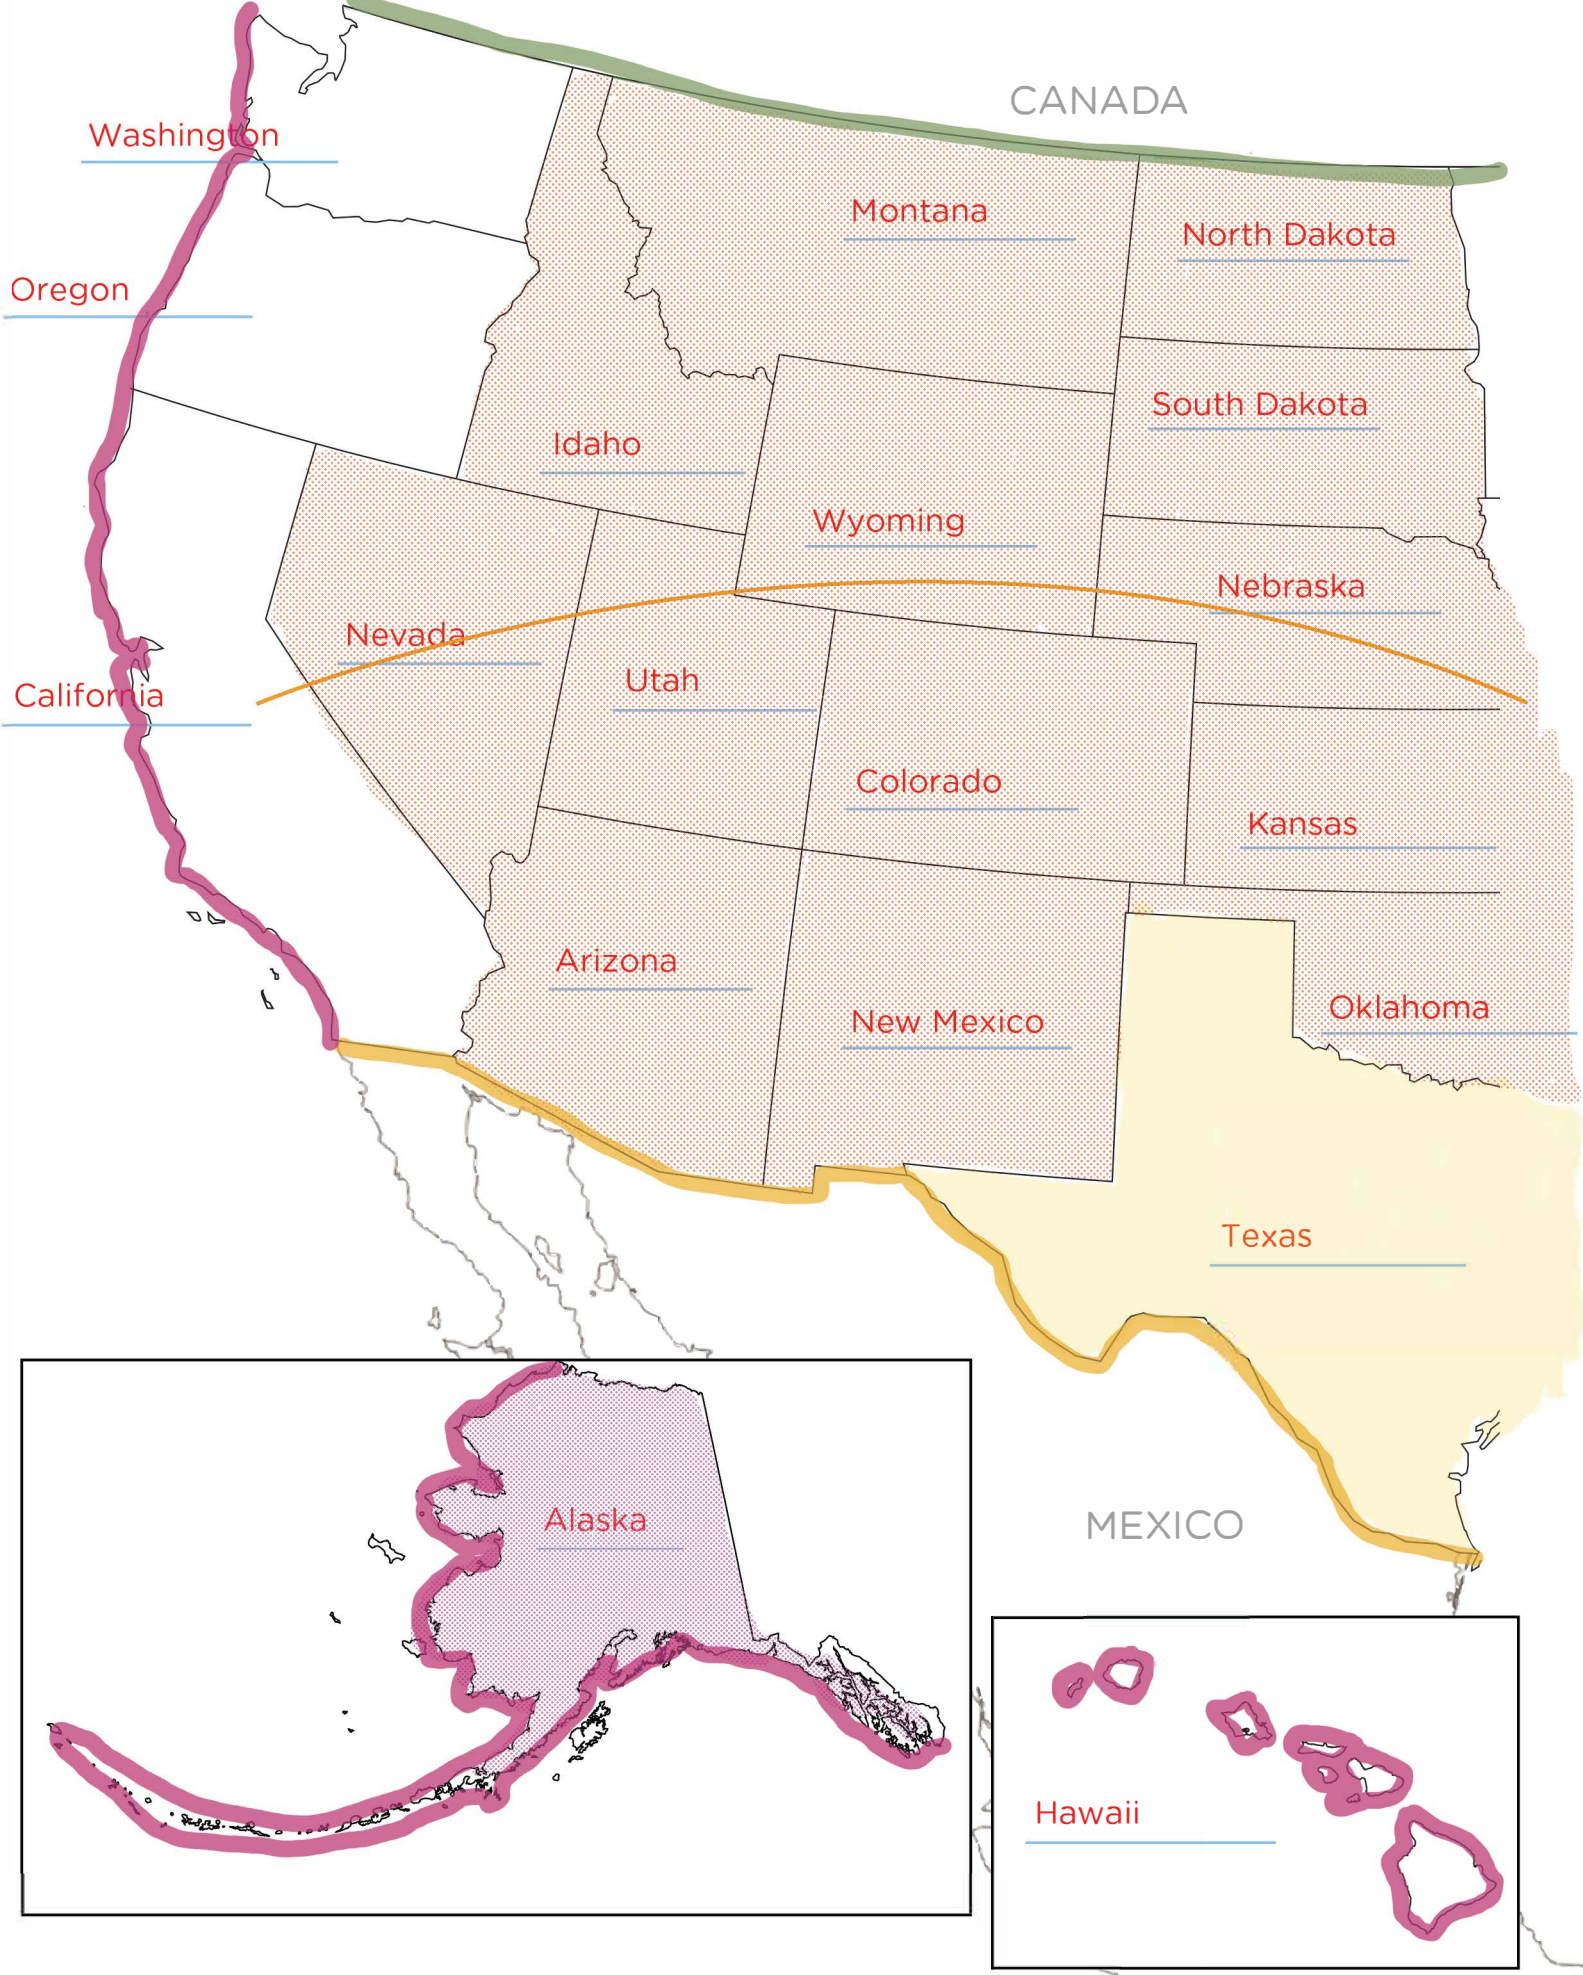 CANADA
Washington
Montana
North Dakota
Oregon
South Dakota
Idaho
Wyoming
Nebraska
Nevada
Utah
California
Colorado
Kansas
Arizona
Oklahoma
New Mexico
Texas
Alaska
MEXICO
Hawaii